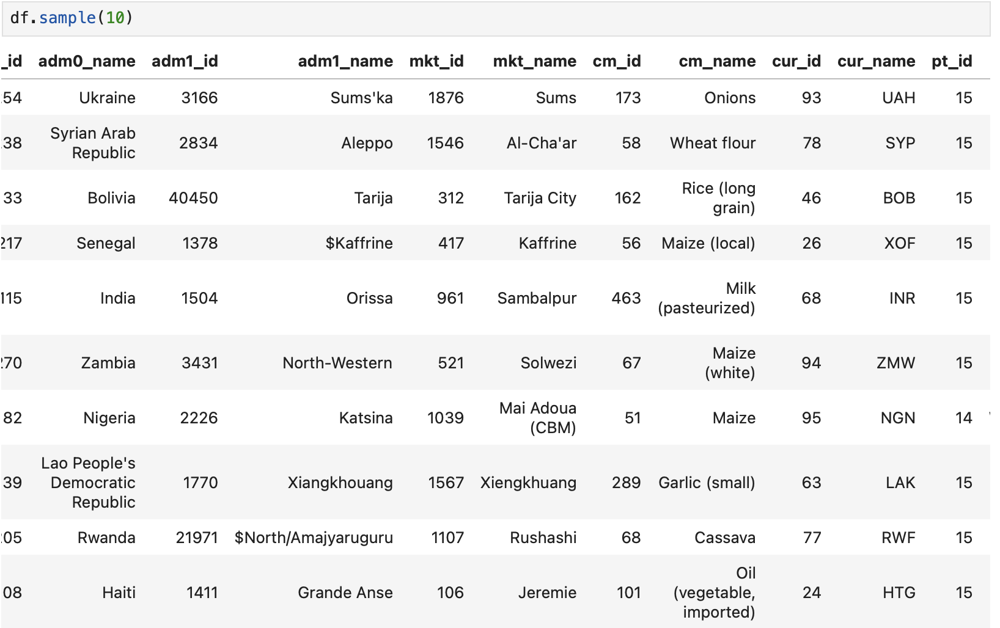 df.sample(10)
_id adm0_name adm1_id adm1_name mkt_id mkt_name cm_id cm_name cur_id cur_name pt_id
54 Ukraine 3166 Sums'ka 1876 Sums 173 Onions 93 UAH 15
38 Syrian Arab Republic 2834 Aleppo 1546 Al-Cha'ar 58 Wheat flour 78 SYP 15
33 Bolivia 40450 Tarija 312 Tarija City 162 Rice (long grain) 46 BOB 15
217 Senegal 1378 $Kaffrine 417 Kaffrine 56 Maize (local) 26 XOF 15
115 India 1504 Orissa 961 Sambalpur 463 Milk (pasteurized) 68 INR 15
270 Zambia 3431 North-Western 521 Solwezi 67 Maize (white) 94 ZMW 15
82 Nigeria 2226 Katsina 1039 Mai Adoua (CBM) 51 Maize 95 NGN 14
39 Lao People's Democratic Republic 1770 Xiangkhouang 1567 Xiengkhuang 289 Garlic (small) 63 LAK 15
05 Rwanda 21971 $North/Amajyaruguru 1107 Rushashi 68 Cassava 77 RWF 15
08 Haiti 1411 Grande Anse 106 Jeremie 101 Oil (vegetable, imported) 24 HTG 15